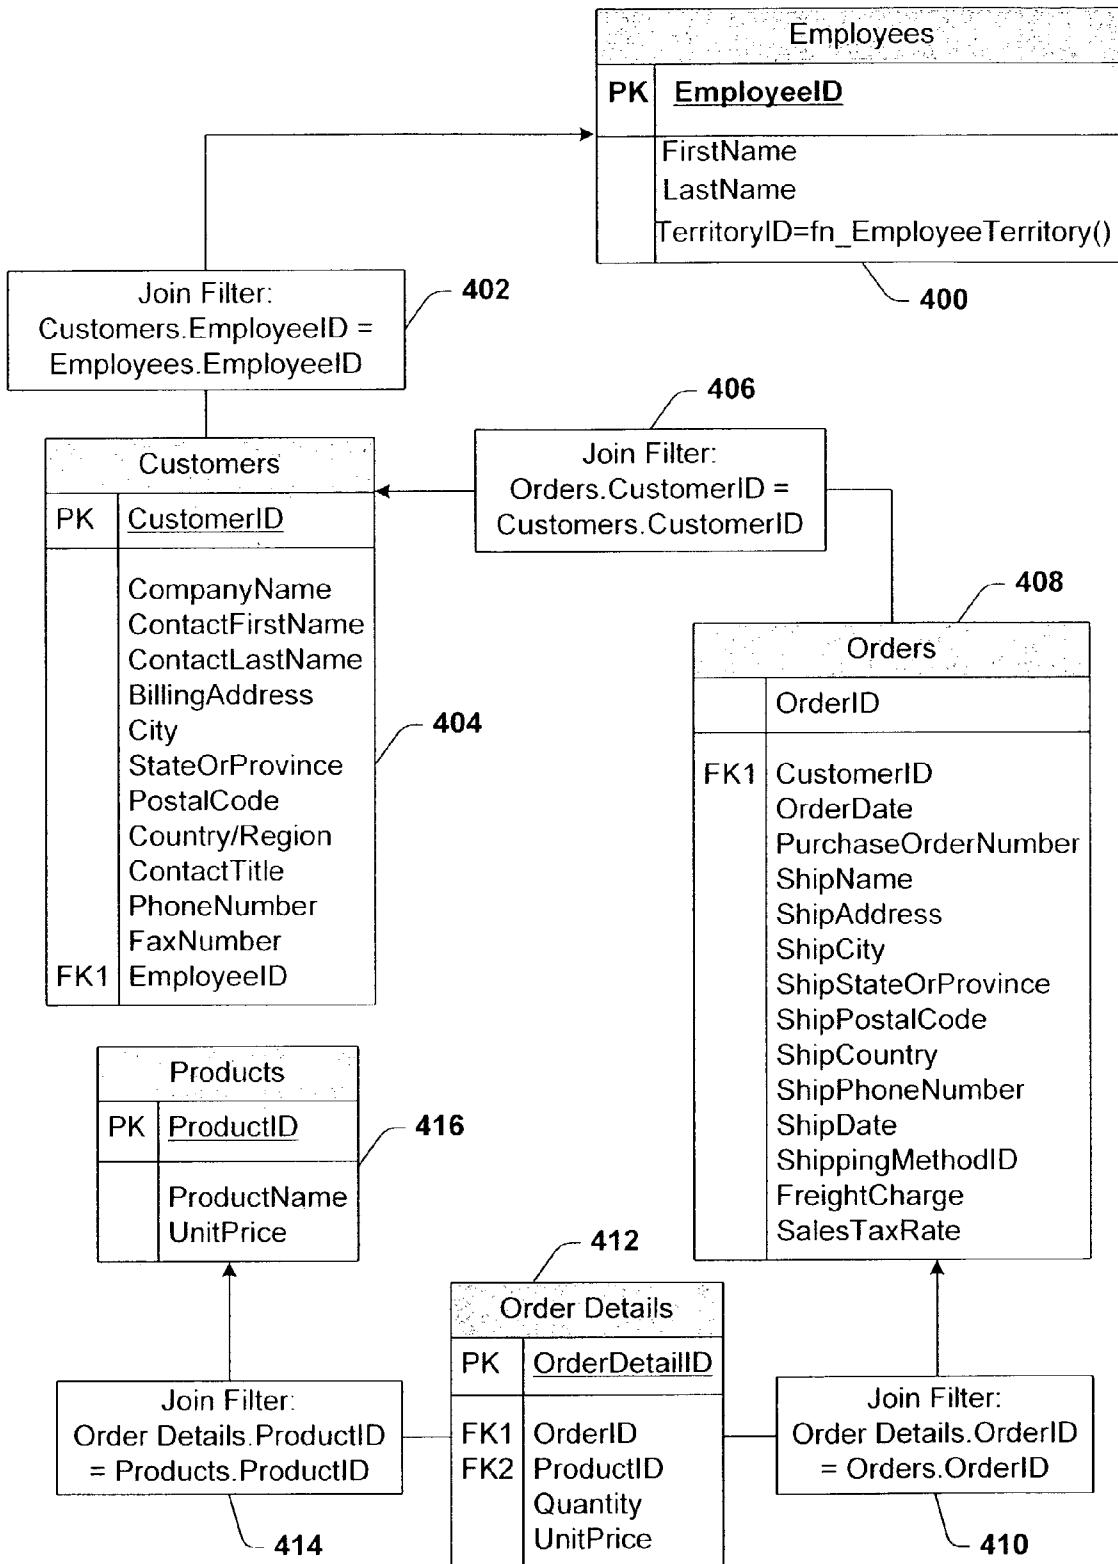 Employees
PK EmployeeID
FirstName
LastName
TerritoryID=fn_EmployeeTerritory()
400
Join Filter:
Customers.EmployeeID =
Employees.EmployeeID
402
406
Join Filter:
Orders.CustomerID =
Customers.CustomerID
Customers
PK CustomerID
CompanyName
ContactFirstName
ContactLastName
BillingAddress
City
StateOrProvince
PostalCode
Country/Region
ContactTitle
PhoneNumber
FaxNumber
FK1 EmployeeID
404
408
Orders
OrderID
FK1 CustomerID
OrderDate
PurchaseOrderNumber
ShipName
ShipAddress
ShipCity
ShipStateOrProvince
ShipPostalCode
ShipCountry
ShipPhoneNumber
ShipDate
ShippingMethodID
FreightCharge
SalesTaxRate
Products
PK ProductID
ProductName
UnitPrice
416
412
Order Details
PK OrderDetailID
FK1 OrderID
FK2 ProductID
Quantity
UnitPrice
Join Filter:
Order Details.ProductID
= Products.ProductID
414
Join Filter:
Order Details.OrderID
= Orders.OrderID
410